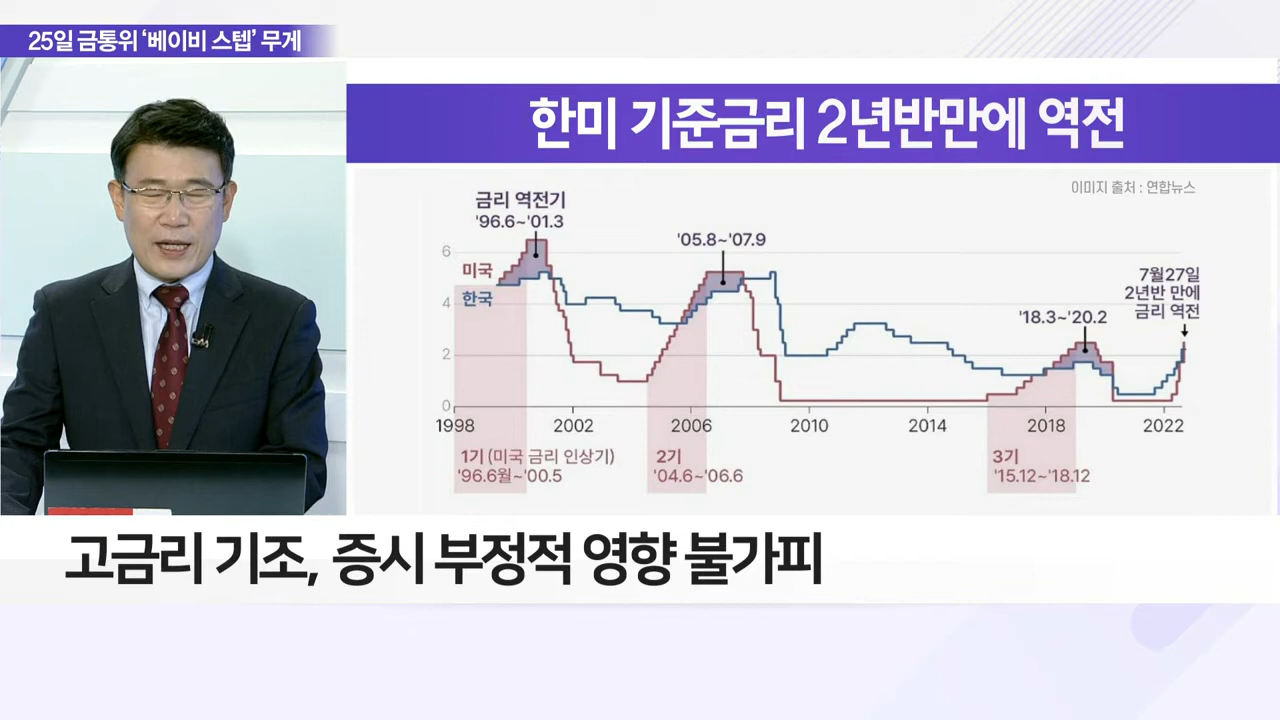 25일 금통위 ‘베이비 스텝’ 무게
한미 기준금리 2년반만에 역전
이미지 출처 : 연합뉴스
금리 역전기
'96.6~'01.3
'05.8~'07.9
7월27일
2년반 만에
금리 역전
'18.3~'20.2
6
미국
한국
4
2
0
1998 2002 2006 2010 2014 2018 2022
1기 (미국 금리 인상기)
'96.6월~'00.5
2기
'04.6~'06.6
3기
'15.12~'18.12
고금리 기조, 증시 부정적 영향 불가피